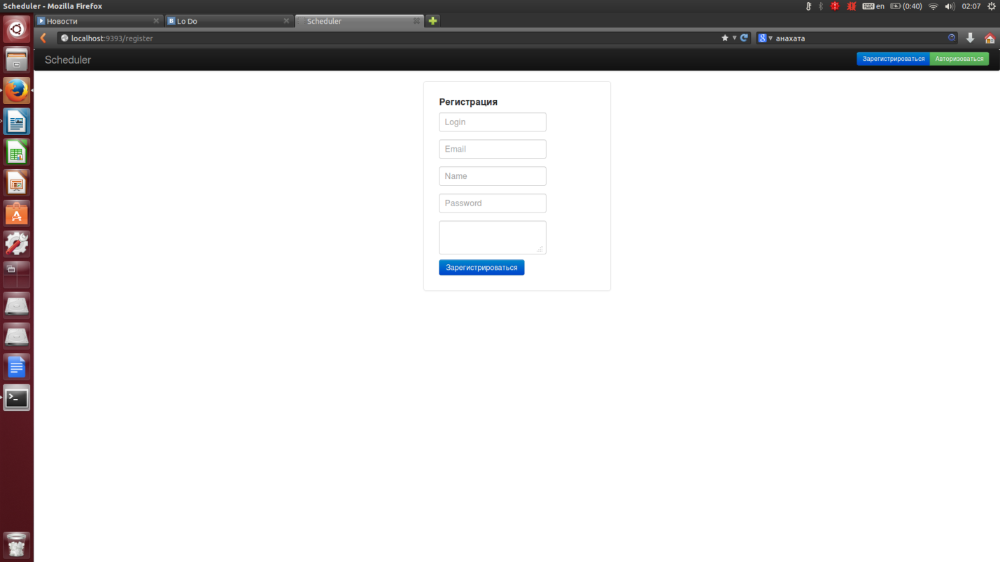 Scheduler - Mozilla Firefox
en
(0:40)
02:07
Новости
Lo Do
Scheduler
localhost:9393/register
анахата
Scheduler
Зарегистрироваться
Авторизоваться
Регистрация
Login
Email
Name
Password
Зарегистрироваться